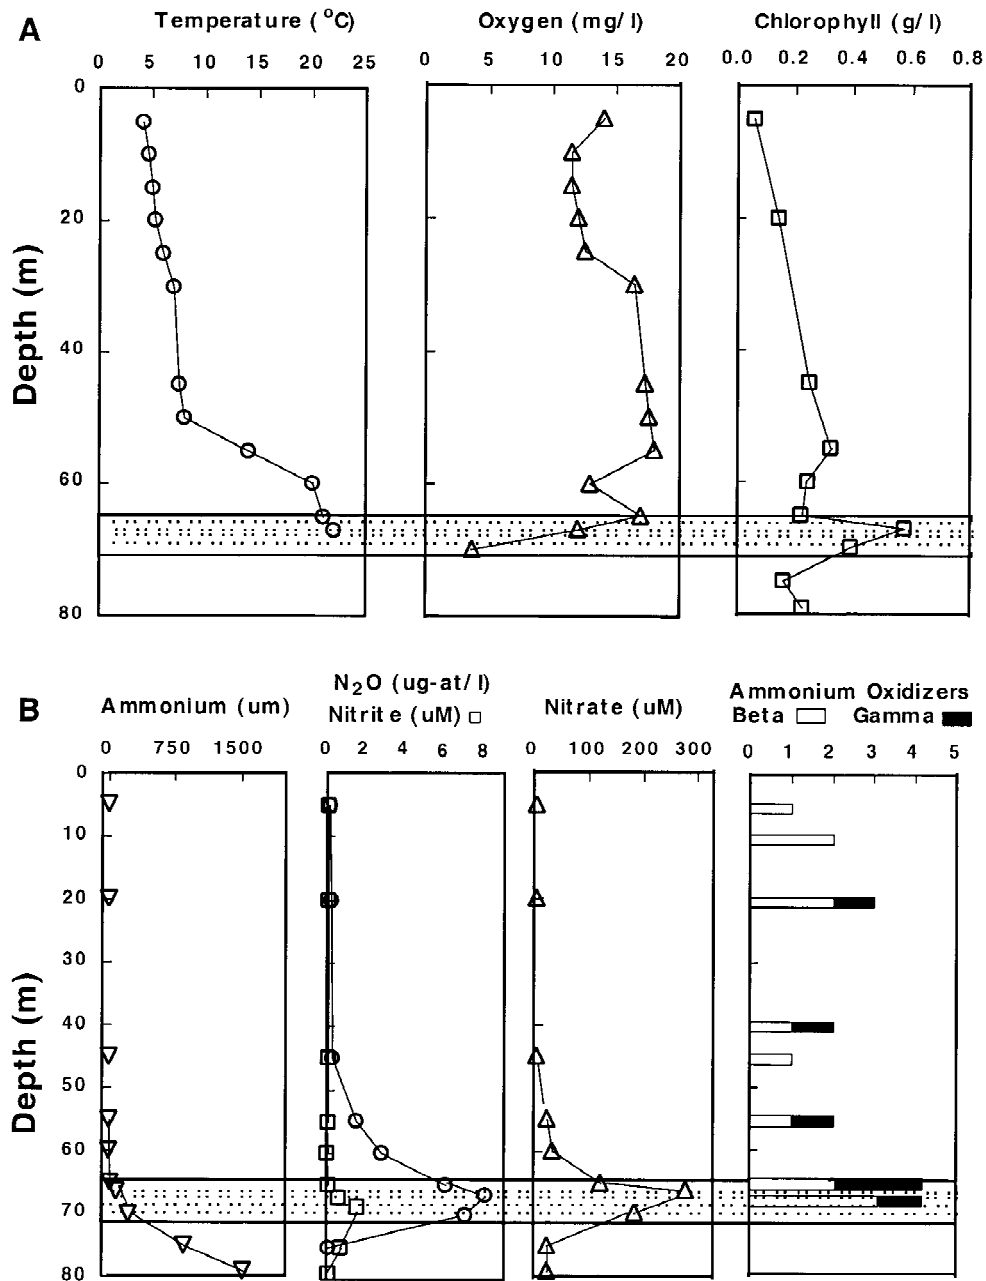 A
Temperature (°C)
Oxygen (mg/l)
Chlorophyll (g/l)
0 5 10 15 20 25
0 5 10 15 20
0.0 0.2 0.4 0.6 0.8
0
20
40
60
80
Depth (m)
B
Ammonium (um)
N2O (ug-at/l)
Nitrite (uM)
Nitrate (uM)
Ammonium Oxidizers
Beta Gamma
0 750 1500
0 2 4 6 8
0 100 200 300
0 1 2 3 4 5
0
10
20
30
40
50
60
70
80
Depth (m)